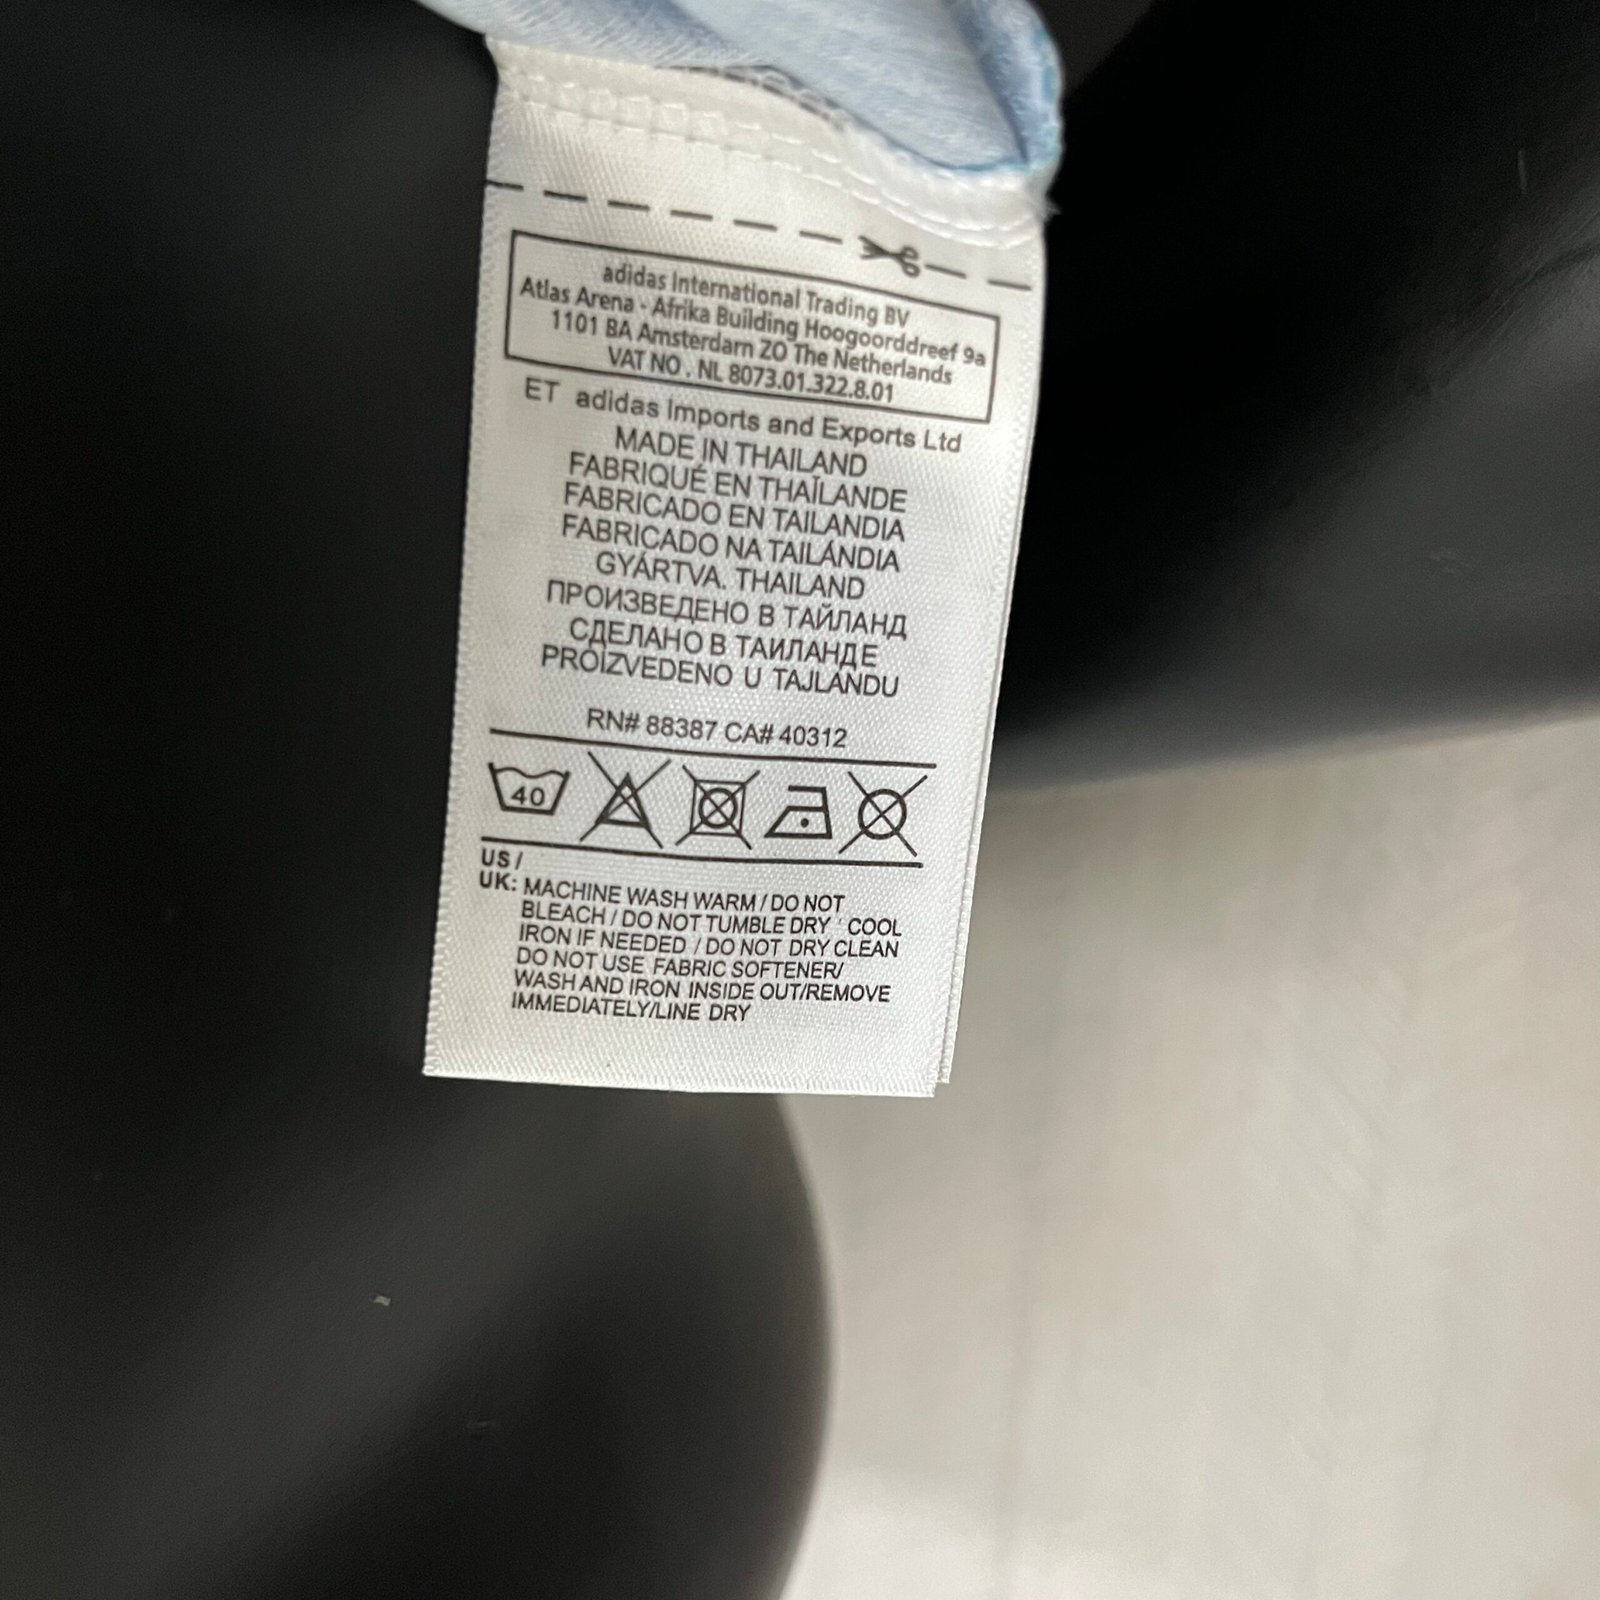 adidas International Trading BV
Atlas Arena - Afrika Building Hoogoorddreef 9a
1101 BA Amsterdam ZO The Netherlands
VAT NO . NL 8073.01.322.8.01
ET adidas Imports and Exports Ltd
MADE IN THAILAND
FABRIQUÉ EN THAÏLANDE
FABRICADO EN TAILANDIA
FABRICADO NA TAILÁNDIA
GYÁRTVA. THAILAND
ПРОИЗВЕДЕНО В ТАЙЛАНД
СДЕЛАНО В ТАИЛАНДЕ
PROIZVEDENO U TAJLANDU
RN# 88387 CA# 40312
40
US /
UK: MACHINE WASH WARM / DO NOT
BLEACH / DO NOT TUMBLE DRY ' COOL
IRON IF NEEDED / DO NOT DRY CLEAN
DO NOT USE FABRIC SOFTENER/
WASH AND IRON INSIDE OUT/REMOVE
IMMEDIATELY/LINE DRY